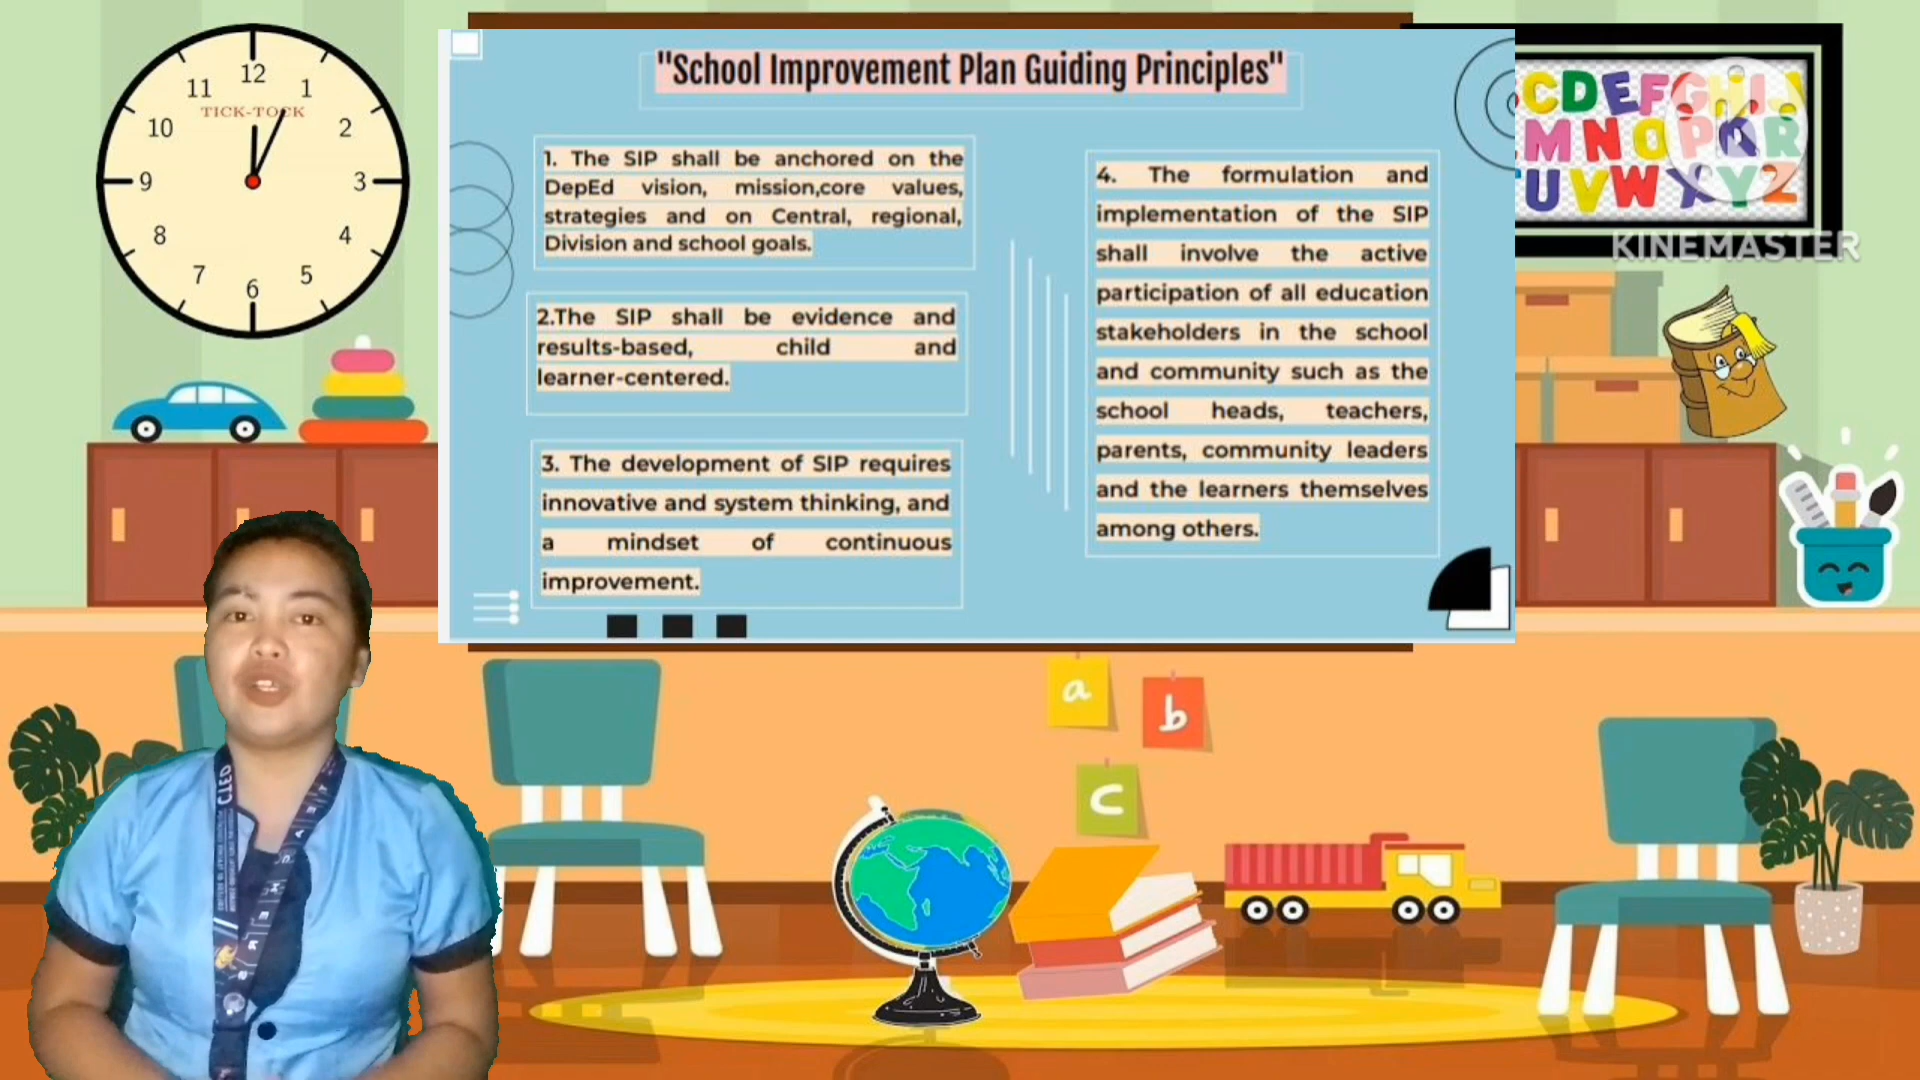 12
11
1
TICK-TOCK
10
2
9
3
8
4
7
5
6
"School Improvement Plan Guiding Principles"
1. The SIP shall be anchored on the
DepEd vision, mission,core values,
strategies and on Central, regional,
Division and school goals.
2.The SIP shall be evidence and
results-based, child and
learner-centered.
3. The development of SIP requires
innovative and system thinking, and
a mindset of continuous
improvement.
4. The formulation and
implementation of the SIP
shall involve the active
participation of all education
stakeholders in the school
and community such as the
school heads, teachers,
parents, community leaders
and the learners themselves
among others.
CDEFGHIJ
MNOPQR
UVWXYZ
KINEMASTER
a
b
c
CTED